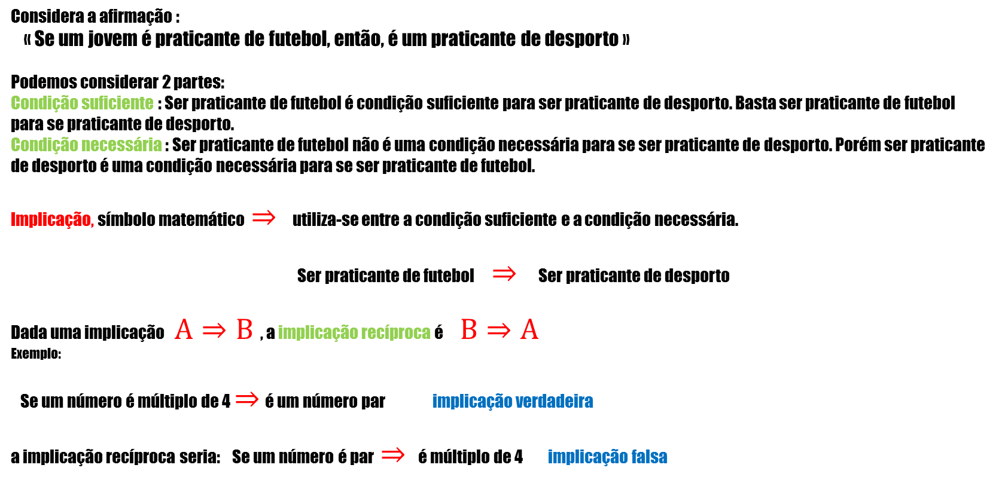 Considera a afirmação :
« Se um jovem é praticante de futebol, então, é um praticante de desporto »
Podemos considerar 2 partes:
Condição suficiente : Ser praticante de futebol é condição suficiente para ser praticante de desporto. Basta ser praticante de futebol
para se praticante de desporto.
Condição necessária : Ser praticante de futebol não é uma condição necessária para se ser praticante de desporto. Porém ser praticante
de desporto é uma condição necessária para se ser praticante de futebol.
Implicação, símbolo matemático ⇒ utiliza-se entre a condição suficiente e a condição necessária.
Ser praticante de futebol ⇒ Ser praticante de desporto
Dada uma implicação A ⇒ B , a implicação recíproca é B ⇒ A
Exemplo:
Se um número é múltiplo de 4 ⇒ é um número par implicação verdadeira
a implicação recíproca seria: Se um número é par ⇒ é múltiplo de 4 implicação falsa